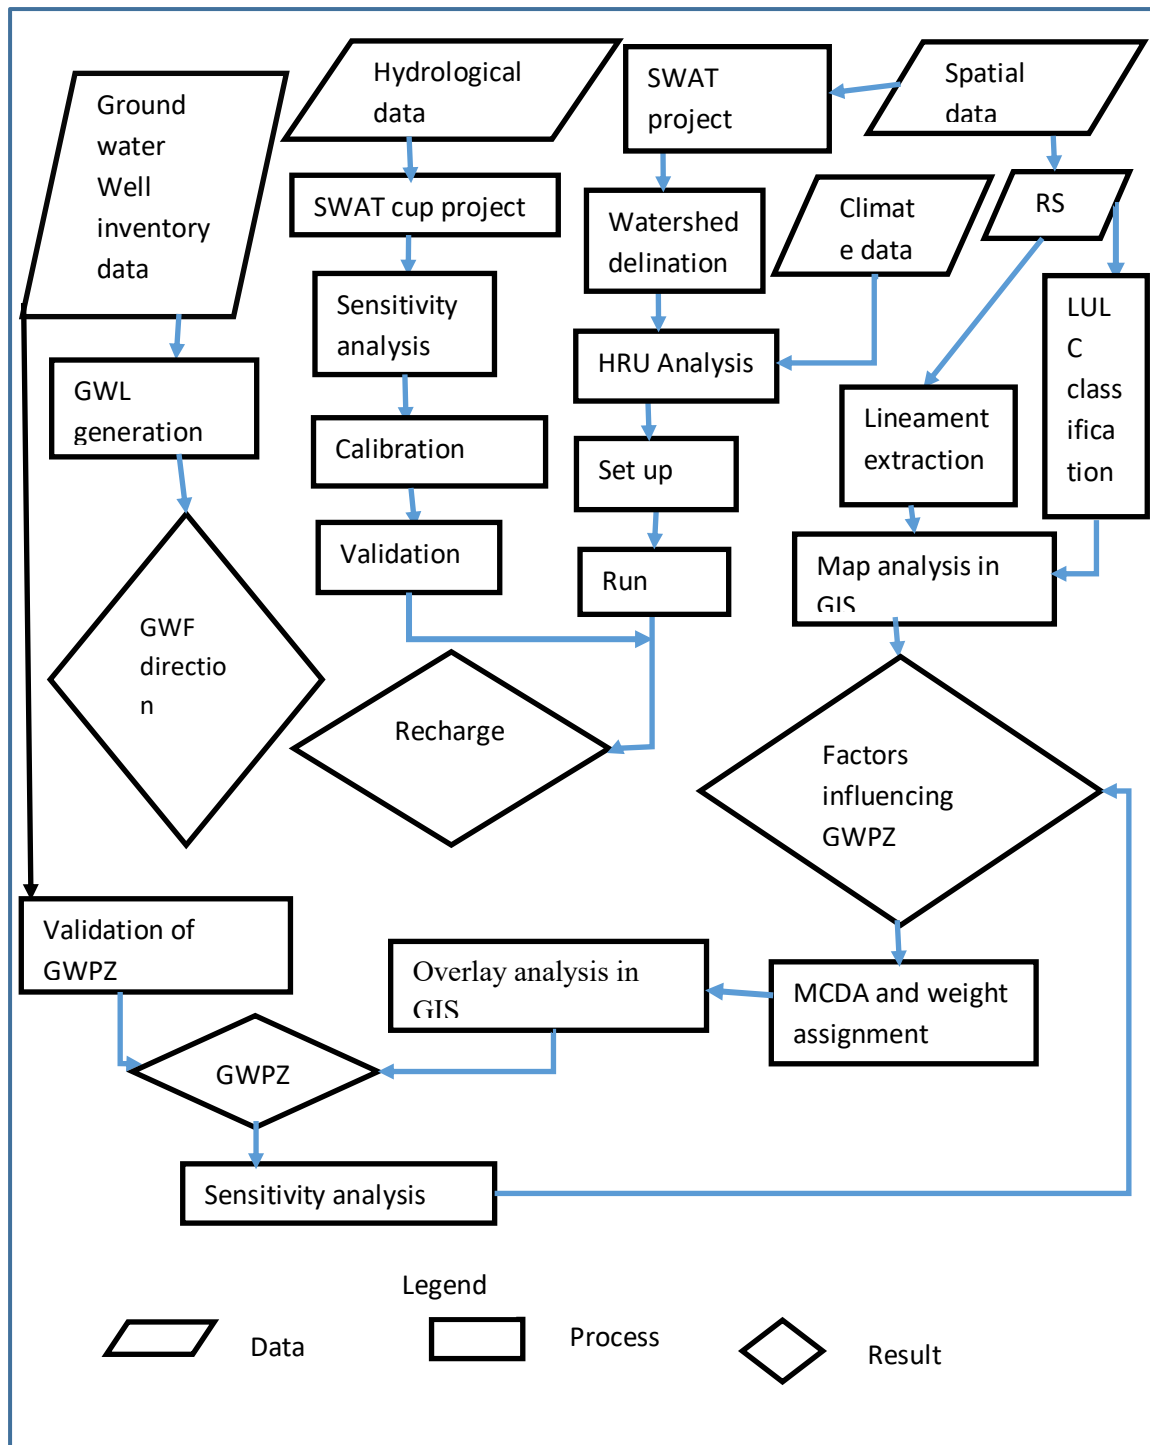 Ground
water
Well
inventory
data
Hydrological
data
SWAT
project
Spatial
data
SWAT cup project
Watershed
delination
Climat
e data
RS
Sensitivity
analysis
HRU Analysis
LUL
C
class
ifica
tion
GWL
generation
Calibration
Set up
Lineament
extraction
Validation
Run
Map analysis in
GIS
GWF
directio
n
Recharge
Factors
influencing
GWPZ
Validation of
GWPZ
Overlay analysis in
GIS
MCDA and weight
assignment
GWPZ
Sensitivity analysis
Legend
Data
Process
Result